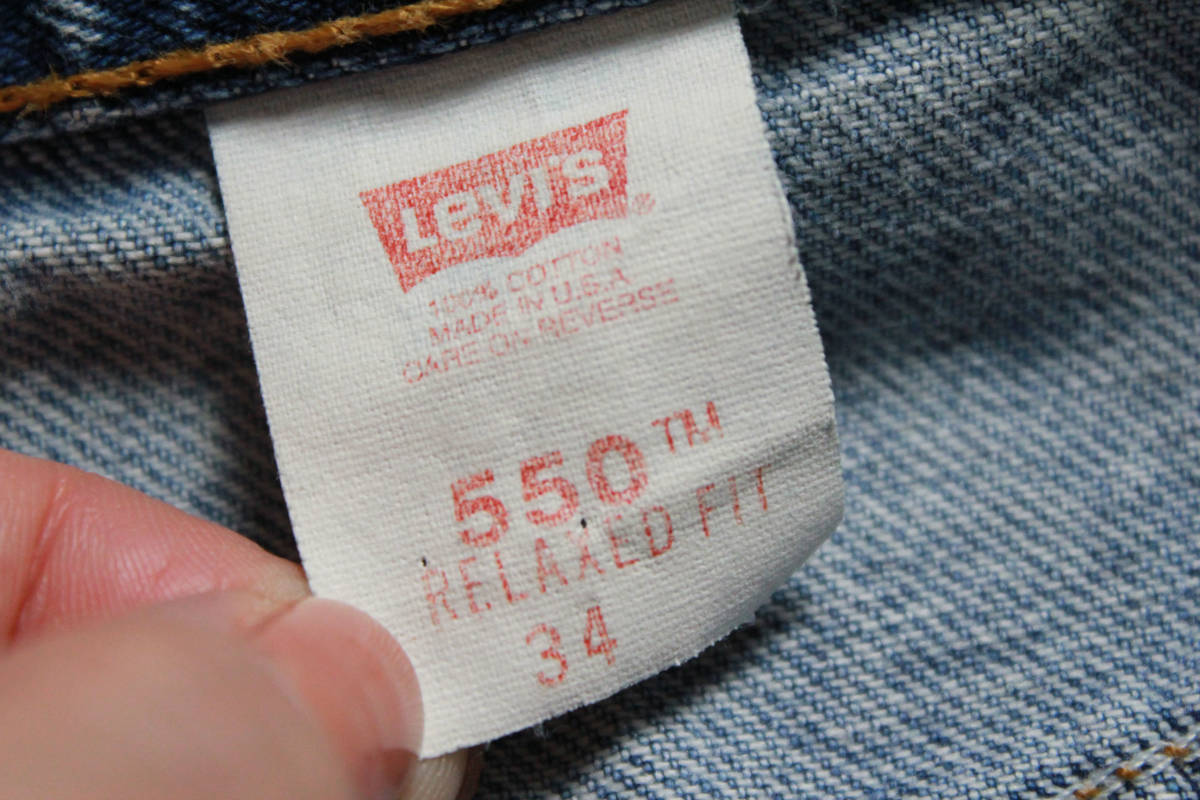 Levi's®
100% COTTON
MADE IN U.S.A
CARE ON REVERSE
550™
RELAXED FIT
34